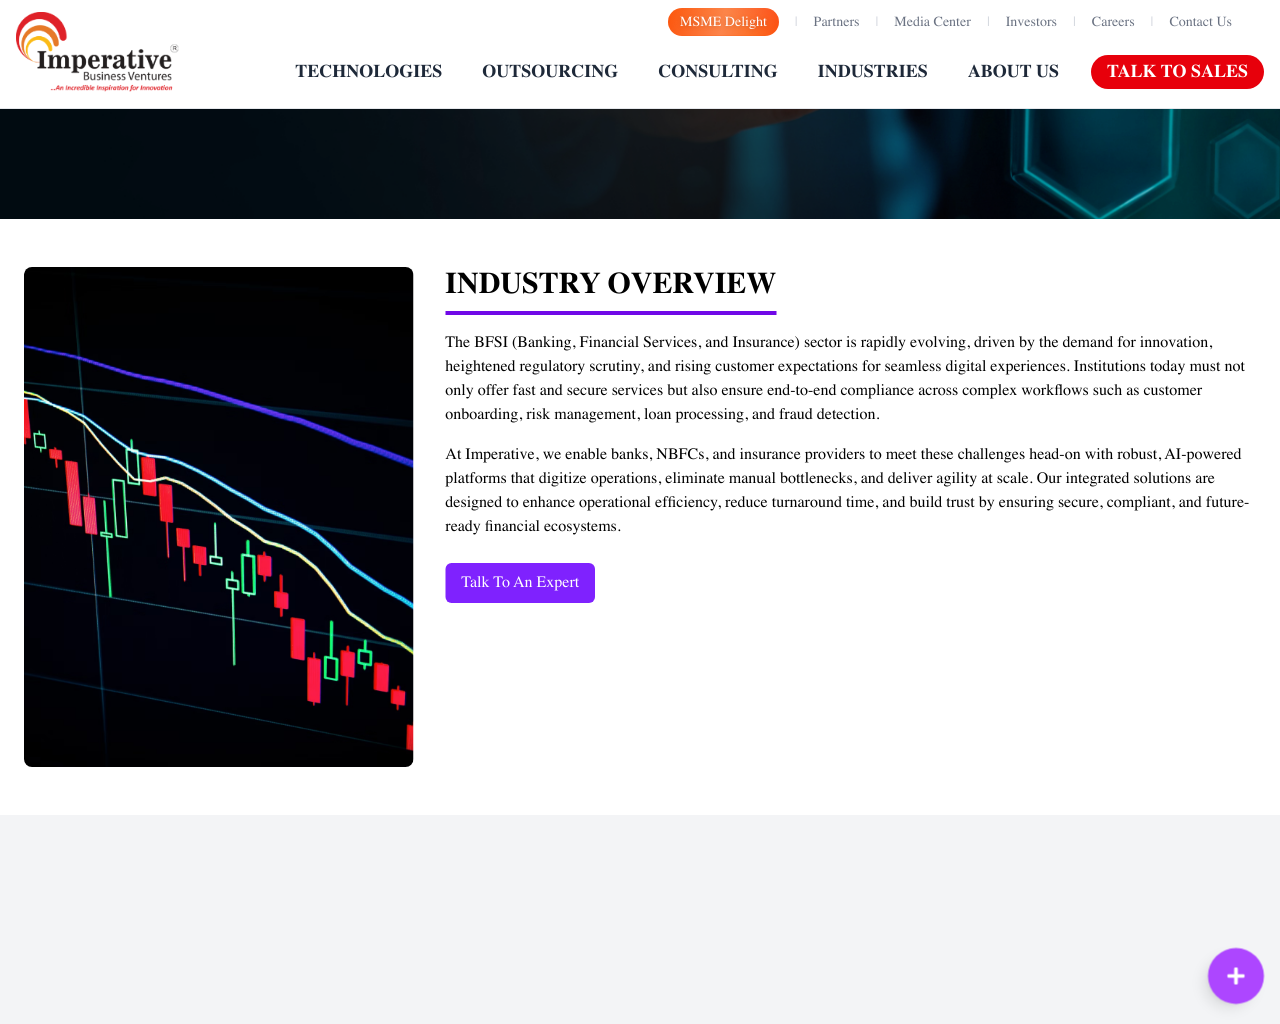 MSME Delight
Partners
Media Center
Investors
Careers
Contact Us
Imperative®
Business Ventures
...An Incredible Inspiration for Innovation
TECHNOLOGIES
OUTSOURCING
CONSULTING
INDUSTRIES
ABOUT US
TALK TO SALES
INDUSTRY OVERVIEW
The BFSI (Banking, Financial Services, and Insurance) sector is rapidly evolving, driven by the demand for innovation,
heightened regulatory scrutiny, and rising customer expectations for seamless digital experiences. Institutions today must not
only offer fast and secure services but also ensure end-to-end compliance across complex workflows such as customer
onboarding, risk management, loan processing, and fraud detection.
At Imperative, we enable banks, NBFCs, and insurance providers to meet these challenges head-on with robust, AI-powered
platforms that digitize operations, eliminate manual bottlenecks, and deliver agility at scale. Our integrated solutions are
designed to enhance operational efficiency, reduce turnaround time, and build trust by ensuring secure, compliant, and future-
ready financial ecosystems.
Talk To An Expert